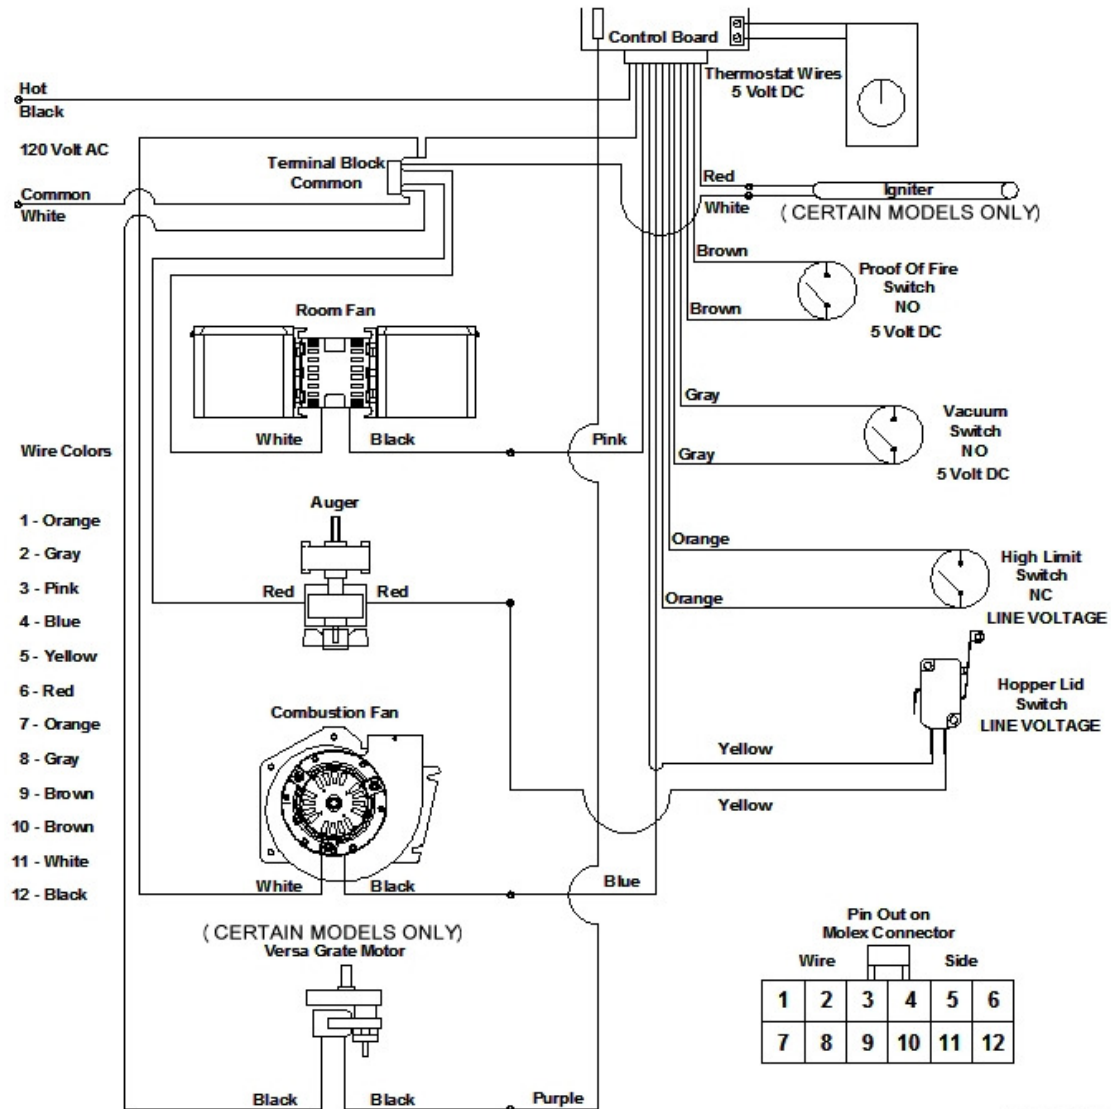 Control Board
Thermostat Wires
5 Volt DC
Hot
Black
120 Volt AC
Terminal Block
Common
Common
White
Red
White
Igniter
( CERTAIN MODELS ONLY)
Brown
Brown
Proof Of Fire
Switch
NO
5 Volt DC
Room Fan
White
Black
Pink
Gray
Gray
Vacuum
Switch
NO
5 Volt DC
Wire Colors
1 - Orange
2 - Gray
3 - Pink
4 - Blue
5 - Yellow
6 - Red
7 - Orange
8 - Gray
9 - Brown
10 - Brown
11 - White
12 - Black
Auger
Red
Red
Orange
Orange
High Limit
Switch
NC
LINE VOLTAGE
Hopper Lid
Switch
LINE VOLTAGE
Yellow
Yellow
Combustion Fan
White
Black
Blue
( CERTAIN MODELS ONLY)
Versa Grate Motor
Black
Black
Purple
Pin Out on
Molex Connector
Wire Side
1 2 3 4 5 6
7 8 9 10 11 12